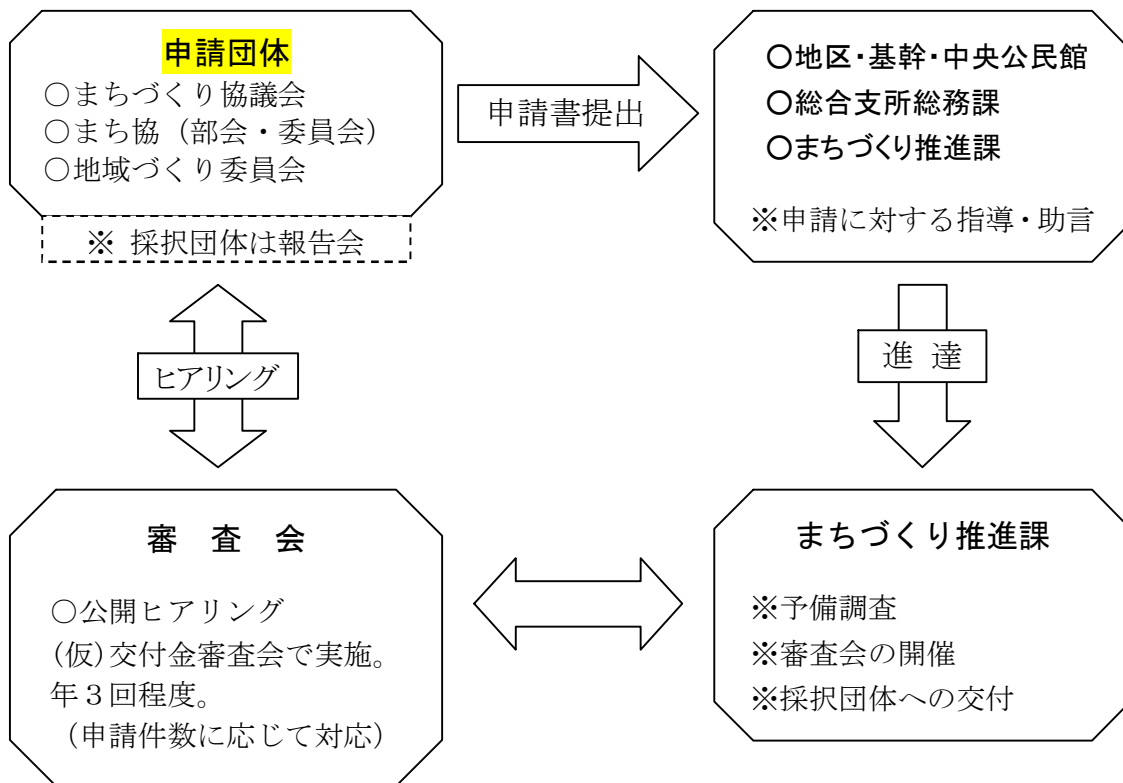 申請団体
○まちづくり協議会
○まち協（部会・委員会）
○地域づくり委員会
※ 採択団体は報告会
申請書提出
○地区・基幹・中央公民館
○総合支所総務課
○まちづくり推進課
※申請に対する指導・助言
ヒアリング
進 達
審 査 会
○公開ヒアリング
(仮)交付金審査会で実施。
年３回程度。
（申請件数に応じて対応）
まちづくり推進課
※予備調査
※審査会の開催
※採択団体への交付